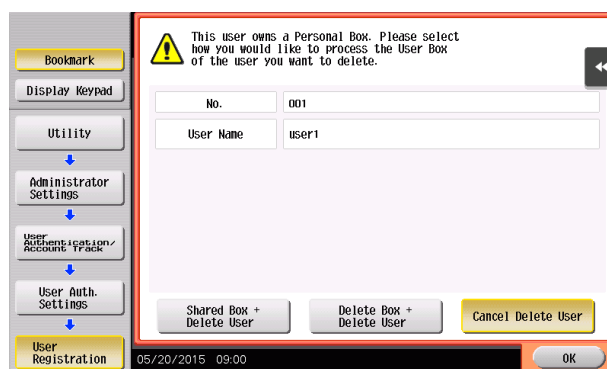 Bookmark
Display Keypad
Utility
Administrator
Settings
User
Authentication/
Account Track
User Auth.
Settings
User
Registration
This user owns a Personal Box. Please select
how you would like to process the User Box
of the user you want to delete.
No.
001
User Name
user1
Shared Box +
Delete User
Delete Box +
Delete User
Cancel Delete User
05/20/2015 09:00
OK